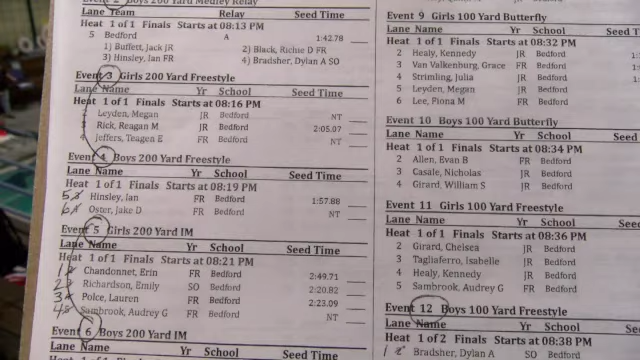 Event 2 Boys 200 Yard Medley Relay
Lane Team Relay Seed Time
Heat 1 of 1 Finals Starts at 08:13 PM
5 Bedford A 1:42.78
1) Buffett, Jack JR 2) Black, Richie D FR
3) Hinsley, Ian FR 4) Bradsher, Dylan A SO
Event 3 Girls 200 Yard Freestyle
Lane Name Yr School Seed Time
Heat 1 of 1 Finals Starts at 08:16 PM
2 Leyden, Megan JR Bedford NT
3 Rick, Reagan M JR Bedford 2:05.07
4 Jeffers, Teagen E FR Bedford NT
Event 4 Boys 200 Yard Freestyle
Lane Name Yr School Seed Time
Heat 1 of 1 Finals Starts at 08:19 PM
5 Hinsley, Ian FR Bedford 1:57.88
6 Oster, Jake D FR Bedford NT
Event 5 Girls 200 Yard IM
Lane Name Yr School Seed Time
Heat 1 of 1 Finals Starts at 08:21 PM
1 Chandonnet, Erin FR Bedford 2:49.71
2 Richardson, Emily SO Bedford 2:20.82
3 Polce, Lauren FR Bedford 2:23.09
4 Sambrook, Audrey G FR Bedford NT
Event 6 Boys 200 Yard IM
Lane Name Yr School Seed Time
Event 9 Girls 100 Yard Butterfly
Lane Name Yr School
Heat 1 of 1 Finals Starts at 08:32 PM
2 Healy, Kennedy JR Bedford
3 Van Valkenburg, Grace FR Bedford
4 Strimling, Julia JR Bedford
5 Leyden, Megan JR Bedford
6 Lee, Fiona M FR Bedford
Event 10 Boys 100 Yard Butterfly
Lane Name Yr School
Heat 1 of 1 Finals Starts at 08:34 PM
2 Allen, Evan B FR Bedford
3 Casale, Nicholas JR Bedford
4 Girard, William S JR Bedford
Event 11 Girls 100 Yard Freestyle
Lane Name Yr School
Heat 1 of 1 Finals Starts at 08:36 PM
2 Girard, Chelsea JR Bedford
3 Tagliaferro, Isabelle JR Bedford
4 Healy, Kennedy JR Bedford
5 Sambrook, Audrey G FR Bedford
Event 12 Boys 100 Yard Freestyle
Lane Name Yr School
Heat 1 of 2 Finals Starts at 08:38 PM
1 Bradsher, Dylan A SO Bedford